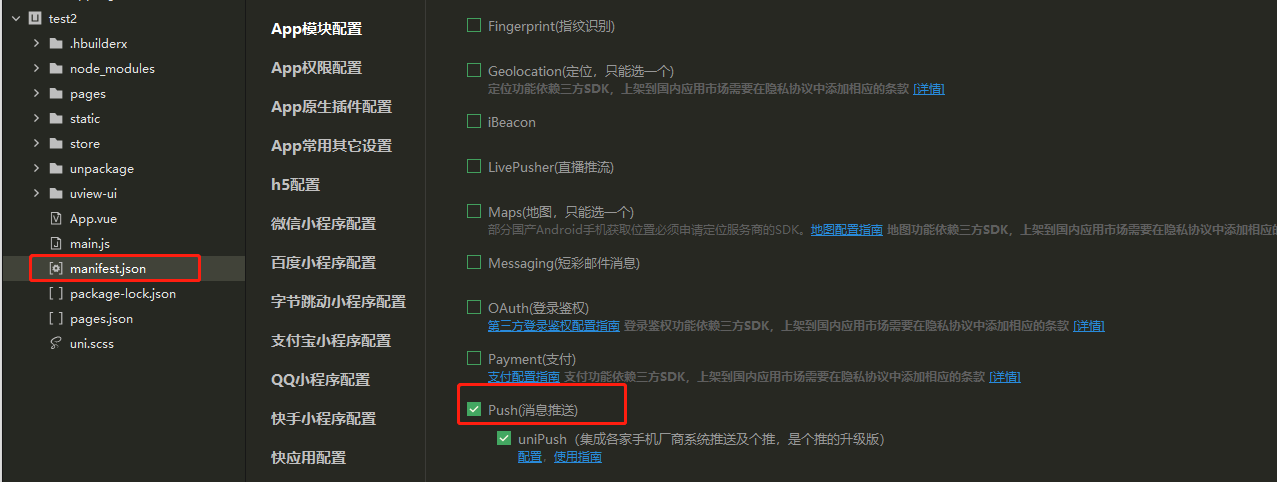 test2
.hbuilderx
node_modules
pages
static
store
unpackage
uview-ui
App.vue
main.js
manifest.json
package-lock.json
pages.json
uni.scss
App模块配置
App权限配置
App原生插件配置
App常用其它设置
h5配置
微信小程序配置
百度小程序配置
字节跳动小程序配置
支付宝小程序配置
QQ小程序配置
快手小程序配置
快应用配置
Fingerprint(指纹识别)
Geolocation(定位，只能选一个)
定位功能依赖三方SDK，上架到国内应用市场需要在隐私协议中添加相应的条款 [详情]
iBeacon
LivePusher(直播推流)
Maps(地图，只能选一个)
部分国产Android手机获取位置必须申请定位服务商的SDK。地图配置指南 地图功能依赖三方SDK，上架到国内应用市场需要在隐私协议中添加相
Messaging(短彩邮件消息)
OAuth(登录鉴权)
第三方登录鉴权配置指南 登录鉴权功能依赖三方SDK，上架到国内应用市场需要在隐私协议中添加相应的条款 [详情]
Payment(支付)
支付配置指南 支付功能依赖三方SDK，上架到国内应用市场需要在隐私协议中添加相应的条款 [详情]
Push(消息推送)
uniPush（集成各家手机厂商系统推送及个推，是个推的升级版）
配置，使用指南